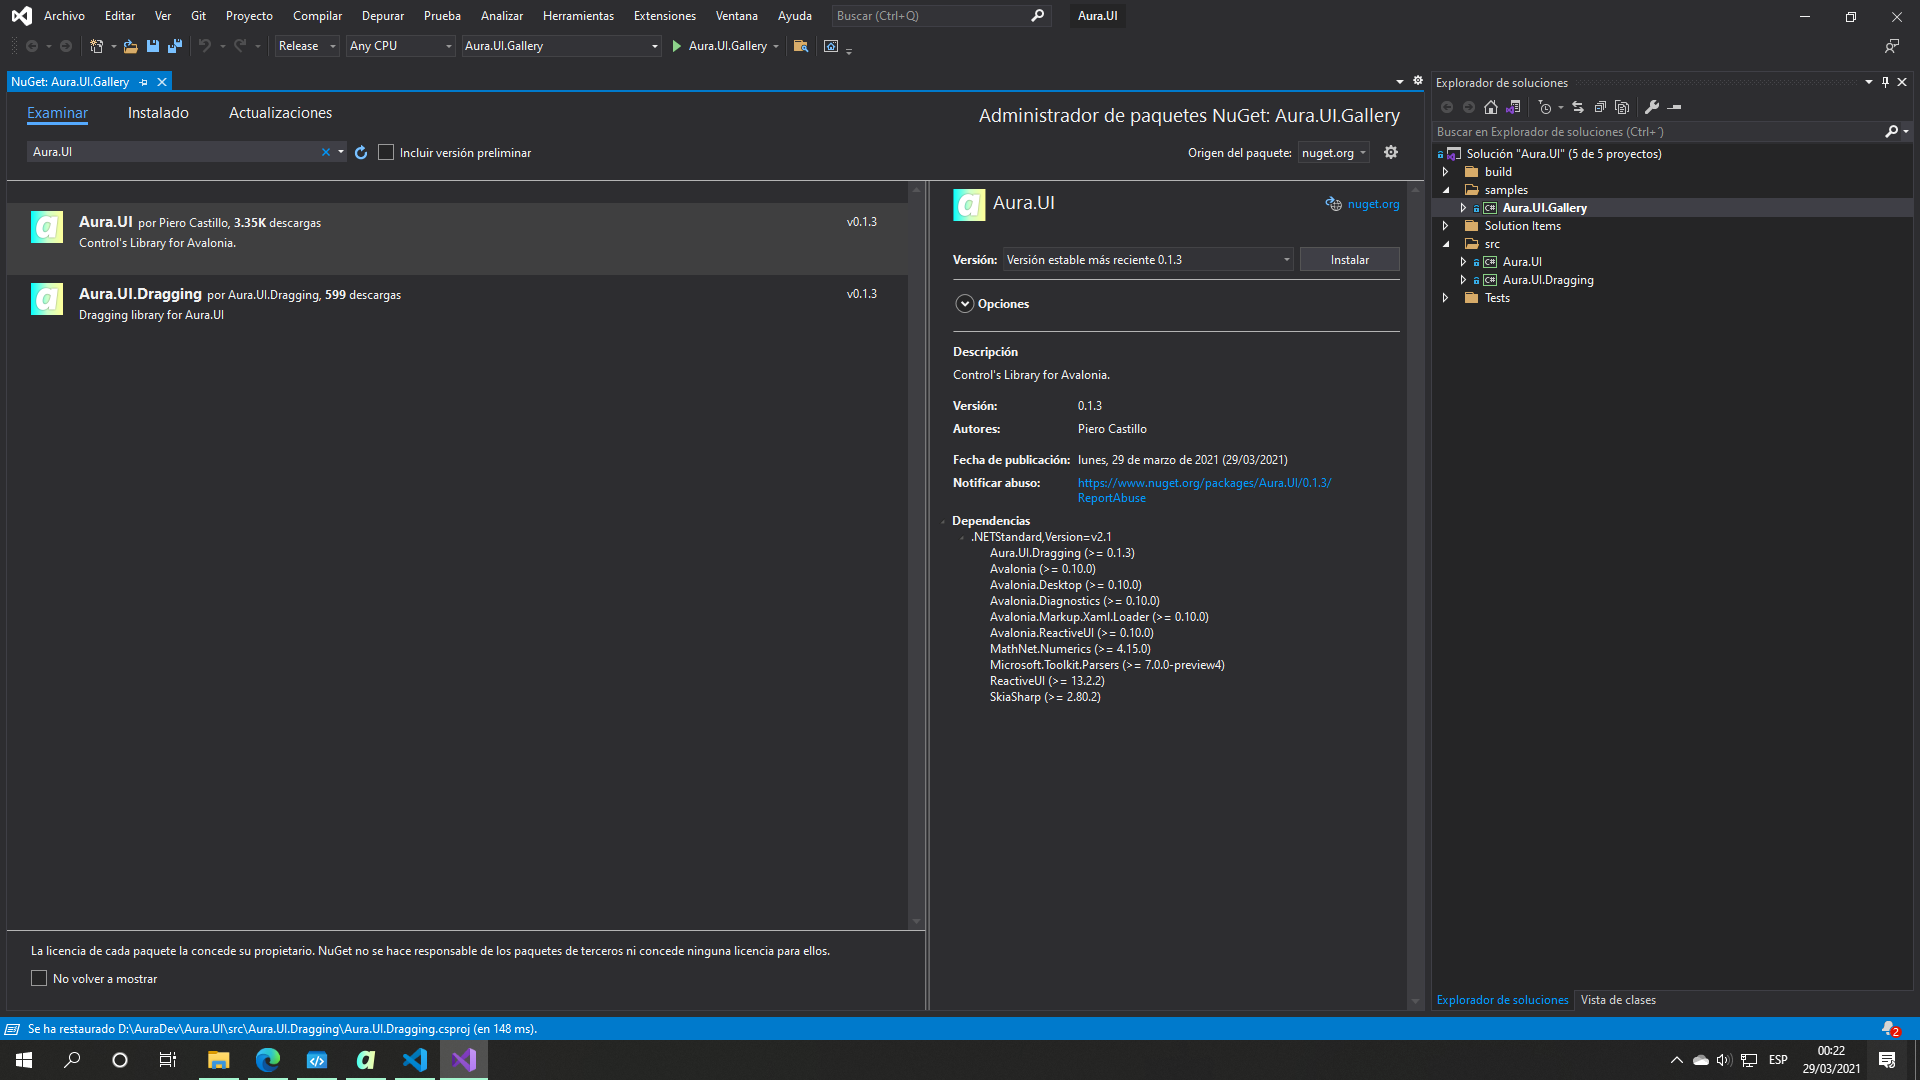 Archivo Editar Ver Git Proyecto Compilar Depurar Prueba Analizar Herramientas Extensiones Ventana Ayuda Buscar (Ctrl+Q) Aura.UI
Release Any CPU Aura.UI.Gallery Aura.UI.Gallery
NuGet: Aura.UI.Gallery
Examinar Instalado Actualizaciones
Administrador de paquetes NuGet: Aura.UI.Gallery
Aura.UI Incluir versión preliminar
Origen del paquete: nuget.org
a Aura.UI por Piero Castillo, 3.35K descargas v0.1.3
Control's Library for Avalonia.
a Aura.UI.Dragging por Aura.UI.Dragging, 599 descargas v0.1.3
Dragging library for Aura.UI
La licencia de cada paquete la concede su propietario. NuGet no se hace responsable de los paquetes de terceros ni concede ninguna licencia para ellos.
No volver a mostrar
a Aura.UI nuget.org
Versión: Versión estable más reciente 0.1.3 Instalar
Opciones
Descripción
Control's Library for Avalonia.
Versión: 0.1.3
Autores: Piero Castillo
Fecha de publicación: lunes, 29 de marzo de 2021 (29/03/2021)
Notificar abuso: https://www.nuget.org/packages/Aura.UI/0.1.3/
ReportAbuse
Dependencias
.NETStandard,Version=v2.1
Aura.UI.Dragging (>= 0.1.3)
Avalonia (>= 0.10.0)
Avalonia.Desktop (>= 0.10.0)
Avalonia.Diagnostics (>= 0.10.0)
Avalonia.Markup.Xaml.Loader (>= 0.10.0)
Avalonia.ReactiveUI (>= 0.10.0)
MathNet.Numerics (>= 4.15.0)
Microsoft.Toolkit.Parsers (>= 7.0.0-preview4)
ReactiveUI (>= 13.2.2)
SkiaSharp (>= 2.80.2)
Explorador de soluciones
Buscar en Explorador de soluciones (Ctrl+´)
Solución "Aura.UI" (5 de 5 proyectos)
build
samples
C# Aura.UI.Gallery
Solution Items
src
C# Aura.UI
C# Aura.UI.Dragging
Tests
Explorador de soluciones Vista de clases
Se ha restaurado D:\AuraDev\Aura.UI\src\Aura.UI.Dragging\Aura.UI.Dragging.csproj (en 148 ms).
2
a
ESP
00:22
29/03/2021